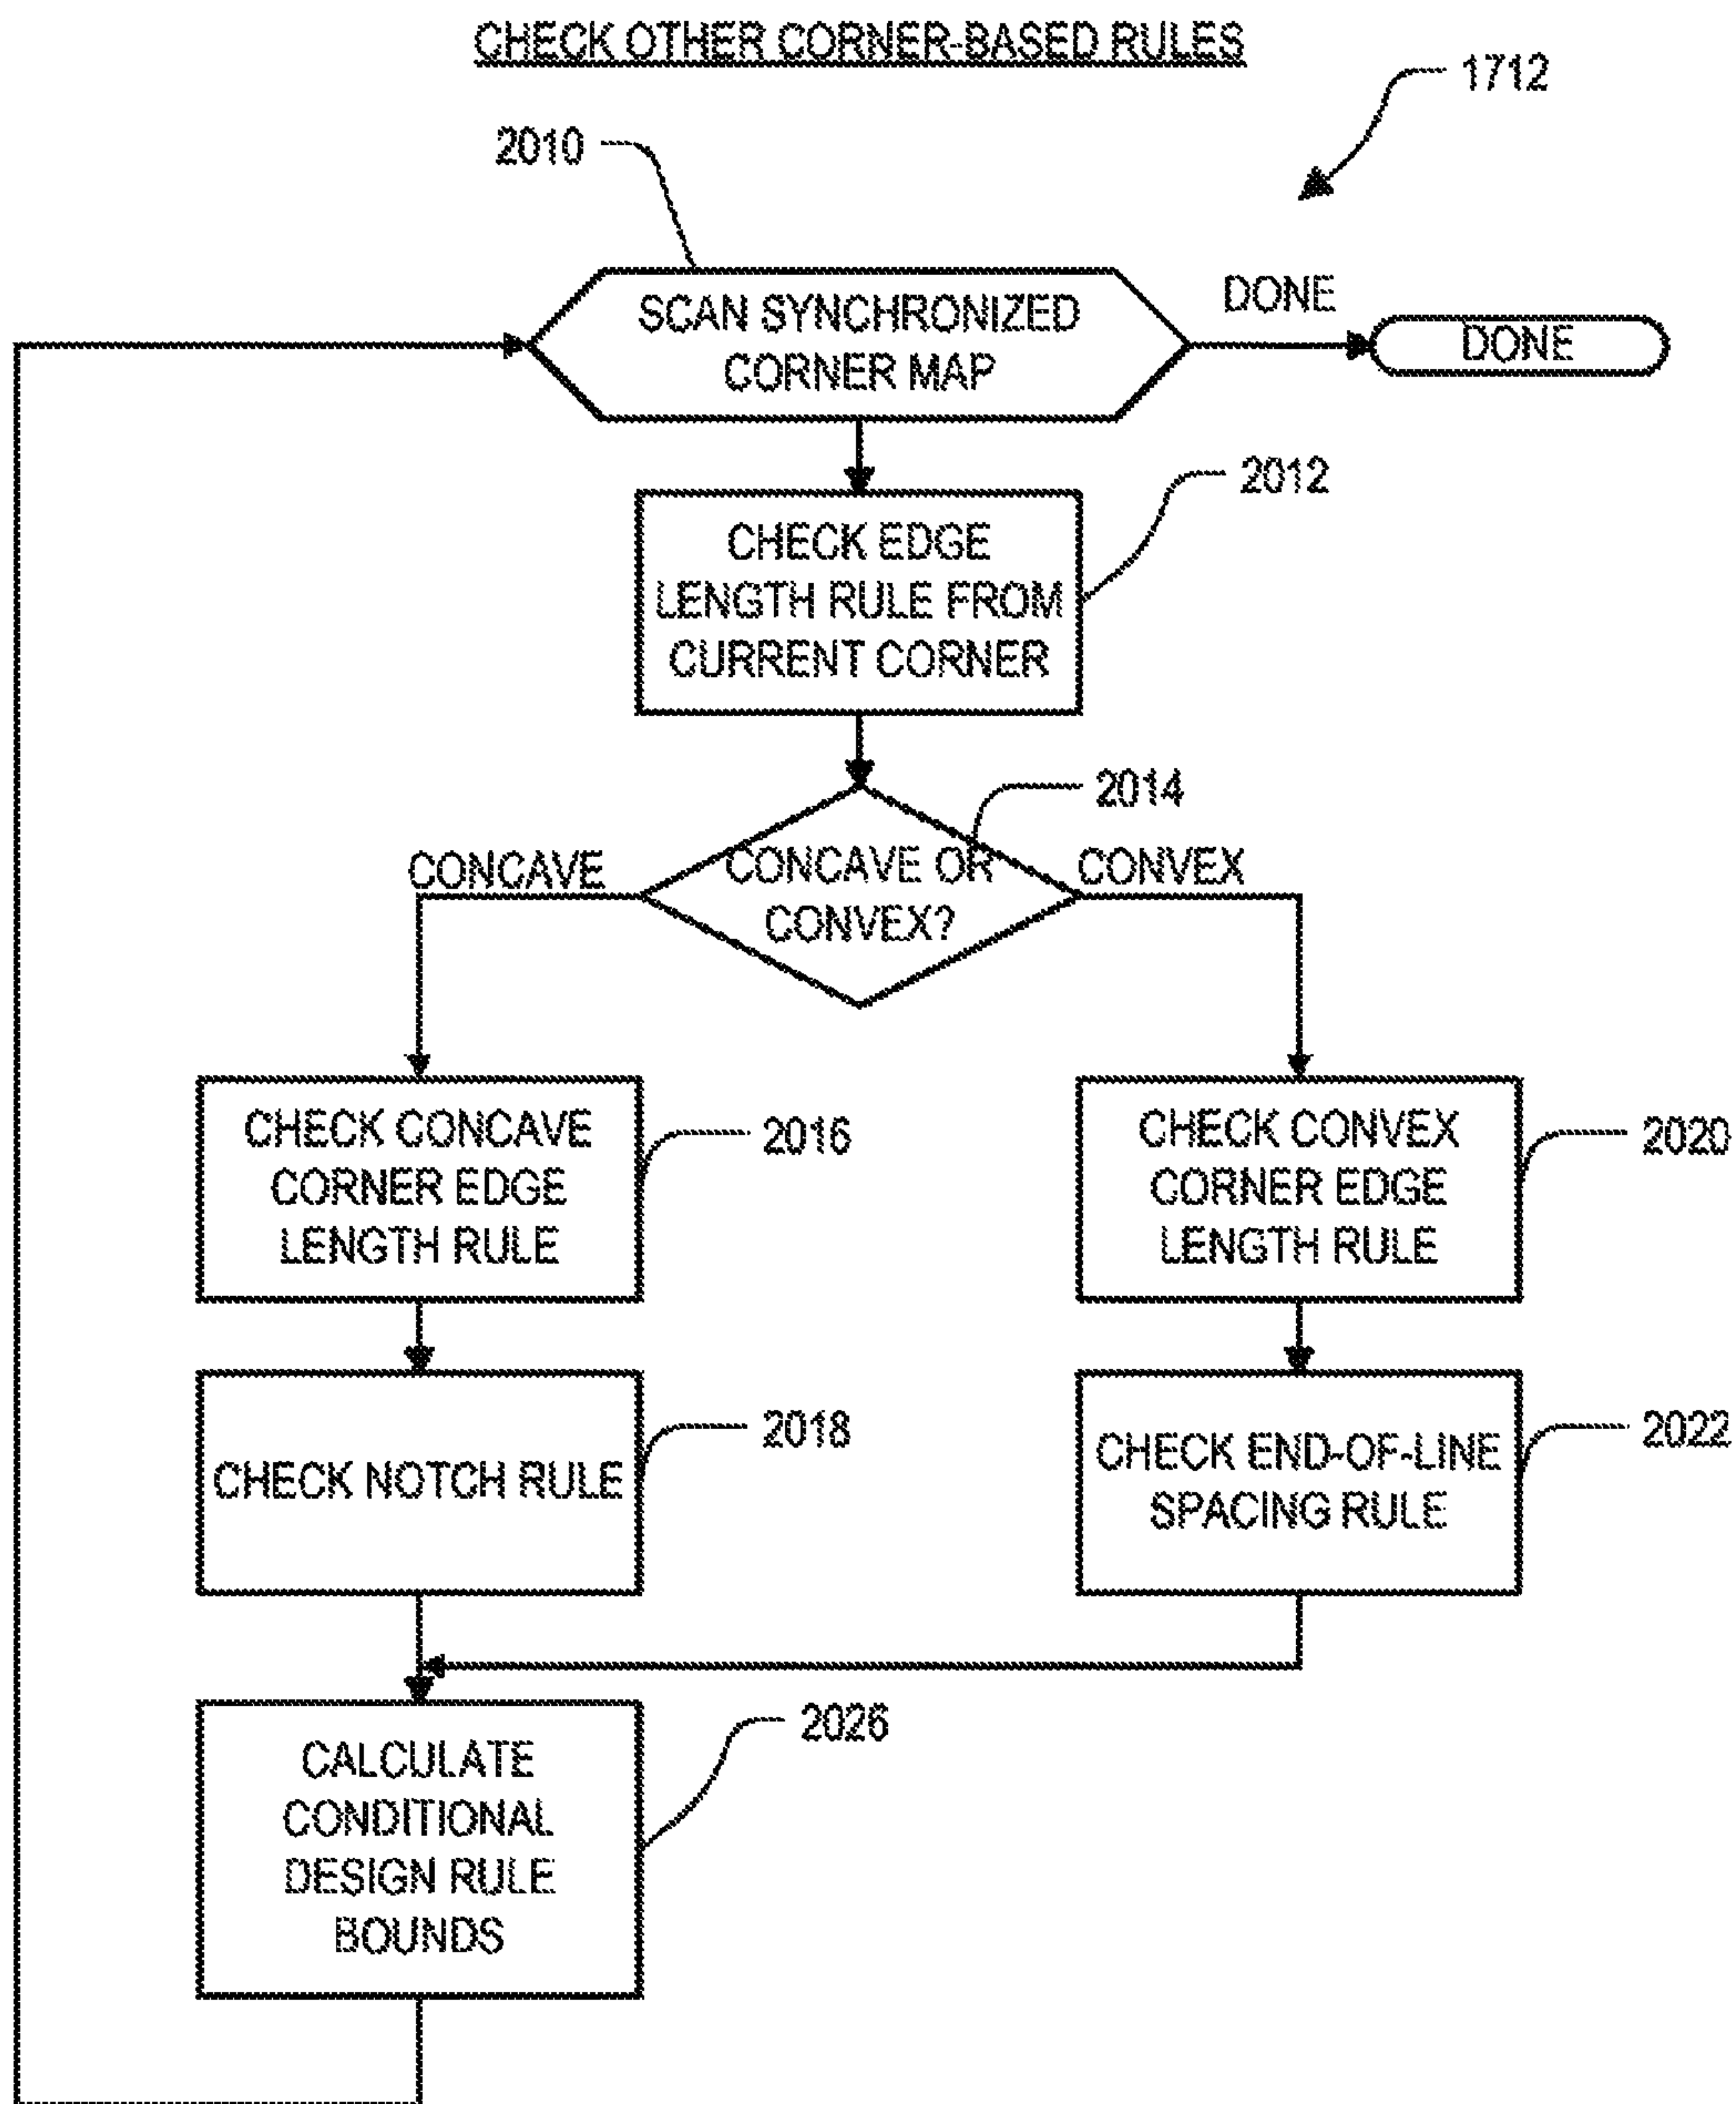 CHECK OTHER CORNER-BASED RULES
1712
2010
SCAN SYNCHRONIZED
CORNER MAP
DONE
DONE
2012
CHECK EDGE
LENGTH RULE FROM
CURRENT CORNER
2014
CONCAVE
CONCAVE OR
CONVEX?
CONVEX
CHECK CONCAVE
CORNER EDGE
LENGTH RULE
2016
CHECK CONVEX
CORNER EDGE
LENGTH RULE
2020
CHECK NOTCH RULE
2018
CHECK END-OF-LINE
SPACING RULE
2022
CALCULATE
CONDITIONAL
DESIGN RULE
BOUNDS
2026